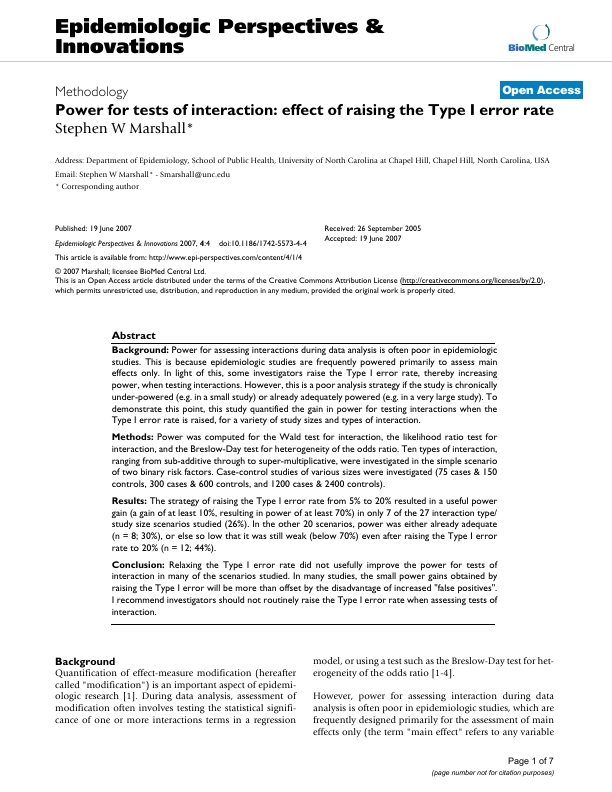 Epidemiologic Perspectives &
Innovations
BioMed Central
Methodology
Open Access
Power for tests of interaction: effect of raising the Type I error rate
Stephen W Marshall*
Address: Department of Epidemiology, School of Public Health, University of North Carolina at Chapel Hill, Chapel Hill, North Carolina, USA
Email: Stephen W Marshall* - Smarshall@unc.edu
* Corresponding author
Published: 19 June 2007
Epidemiologic Perspectives & Innovations 2007, 4:4 doi:10.1186/1742-5573-4-4
Received: 26 September 2005
Accepted: 19 June 2007
This article is available from: http://www.epi-perspectives.com/content/4/1/4
© 2007 Marshall; licensee BioMed Central Ltd.
This is an Open Access article distributed under the terms of the Creative Commons Attribution License (http://creativecommons.org/licenses/by/2.0),
which permits unrestricted use, distribution, and reproduction in any medium, provided the original work is properly cited.
Abstract
Background: Power for assessing interactions during data analysis is often poor in epidemiologic
studies. This is because epidemiologic studies are frequently powered primarily to assess main
effects only. In light of this, some investigators raise the Type I error rate, thereby increasing
power, when testing interactions. However, this is a poor analysis strategy if the study is chronically
under-powered (e.g. in a small study) or already adequately powered (e.g. in a very large study). To
demonstrate this point, this study quantified the gain in power for testing interactions when the
Type I error rate is raised, for a variety of study sizes and types of interaction.
Methods: Power was computed for the Wald test for interaction, the likelihood ratio test for
interaction, and the Breslow-Day test for heterogeneity of the odds ratio. Ten types of interaction,
ranging from sub-additive through to super-multiplicative, were investigated in the simple scenario
of two binary risk factors. Case-control studies of various sizes were investigated (75 cases & 150
controls, 300 cases & 600 controls, and 1200 cases & 2400 controls).
Results: The strategy of raising the Type I error rate from 5% to 20% resulted in a useful power
gain (a gain of at least 10%, resulting in power of at least 70%) in only 7 of the 27 interaction type/
study size scenarios studied (26%). In the other 20 scenarios, power was either already adequate
(n = 8; 30%), or else so low that it was still weak (below 70%) even after raising the Type I error
rate to 20% (n = 12; 44%).
Conclusion: Relaxing the Type I error rate did not usefully improve the power for tests of
interaction in many of the scenarios studied. In many studies, the small power gains obtained by
raising the Type I error will be more than offset by the disadvantage of increased "false positives".
I recommend investigators should not routinely raise the Type I error rate when assessing tests of
interaction.
Background
Quantification of effect-measure modification (hereafter
called "modification") is an important aspect of epidemi-
ologic research [1]. During data analysis, assessment of
modification often involves testing the statistical signifi-
cance of one or more interactions terms in a regression
model, or using a test such as the Breslow-Day test for het-
erogeneity of the odds ratio [1-4].
However, power for assessing interaction during data
analysis is often poor in epidemiologic studies, which are
frequently designed primarily for the assessment of main
effects only (the term "main effect" refers to any variable
Page 1 of 7
(page number not for citation purposes)